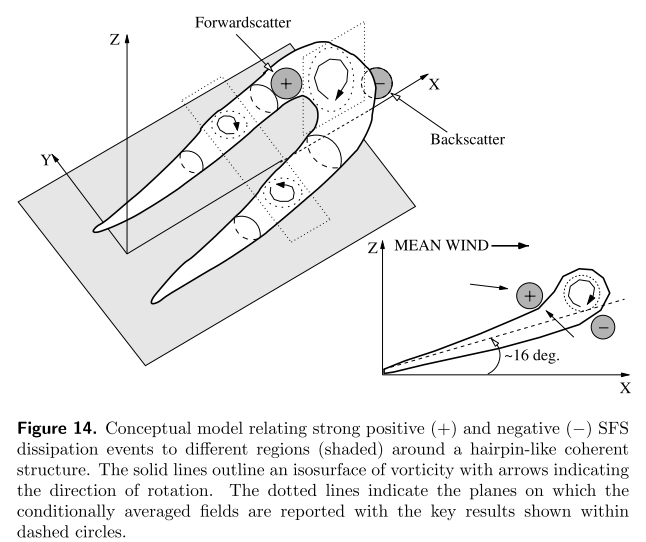 Forwardscatter
Z
+
−
X
Y
Backscatter
Z
MEAN WIND
+
−
~16 deg.
X
Figure 14. Conceptual model relating strong positive (+) and negative (−) SFS
dissipation events to different regions (shaded) around a hairpin-like coherent
structure. The solid lines outline an isosurface of vorticity with arrows indicating
the direction of rotation. The dotted lines indicate the planes on which the
conditionally averaged fields are reported with the key results shown within
dashed circles.